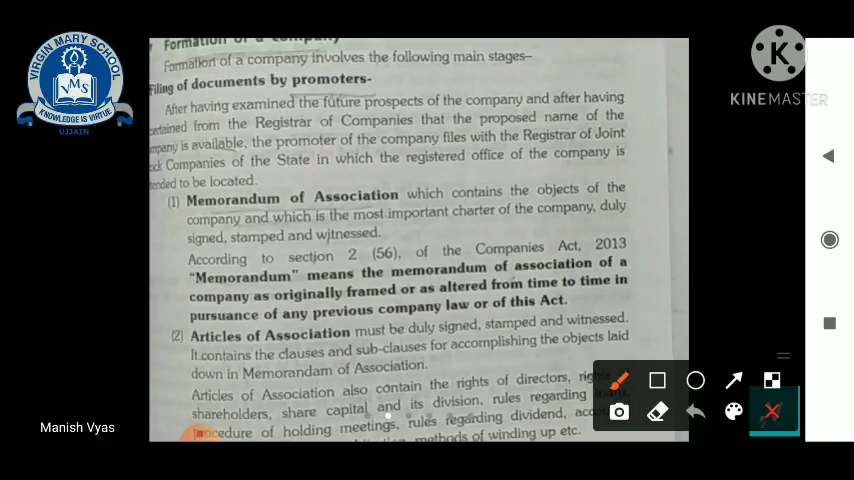 VIRGIN MARY SCHOOL
VMS
KNOWLEDGE IS VIRTUE
UJJAIN
K
KINEMASTER
Formation of a company
Formation of a company involves the following main stages–
Filing of documents by promoters-
After having examined the future prospects of the company and after having
ertained from the Registrar of Companies that the proposed name of the
mpany is available, the promoter of the company files with the Registrar of Joint
ock Companies of the State in which the registered office of the company is
tended to be located.
(1) Memorandum of Association which contains the objects of the
company and which is the most important charter of the company, duly
signed, stamped and witnessed.
According to section 2 (56), of the Companies Act, 2013
“Memorandum” means the memorandum of association of a
company as originally framed or as altered from time to time in
pursuance of any previous company law or of this Act.
(2) Articles of Association must be duly signed, stamped and witnessed.
It contains the clauses and sub-clauses for accomplishing the objects laid
down in Memorandam of Association.
Articles of Association also contain the rights of directors,
shareholders, share capital and its division, rules regarding
procedure of holding meetings, rules regarding dividend,
methods of winding up etc.
Manish Vyas